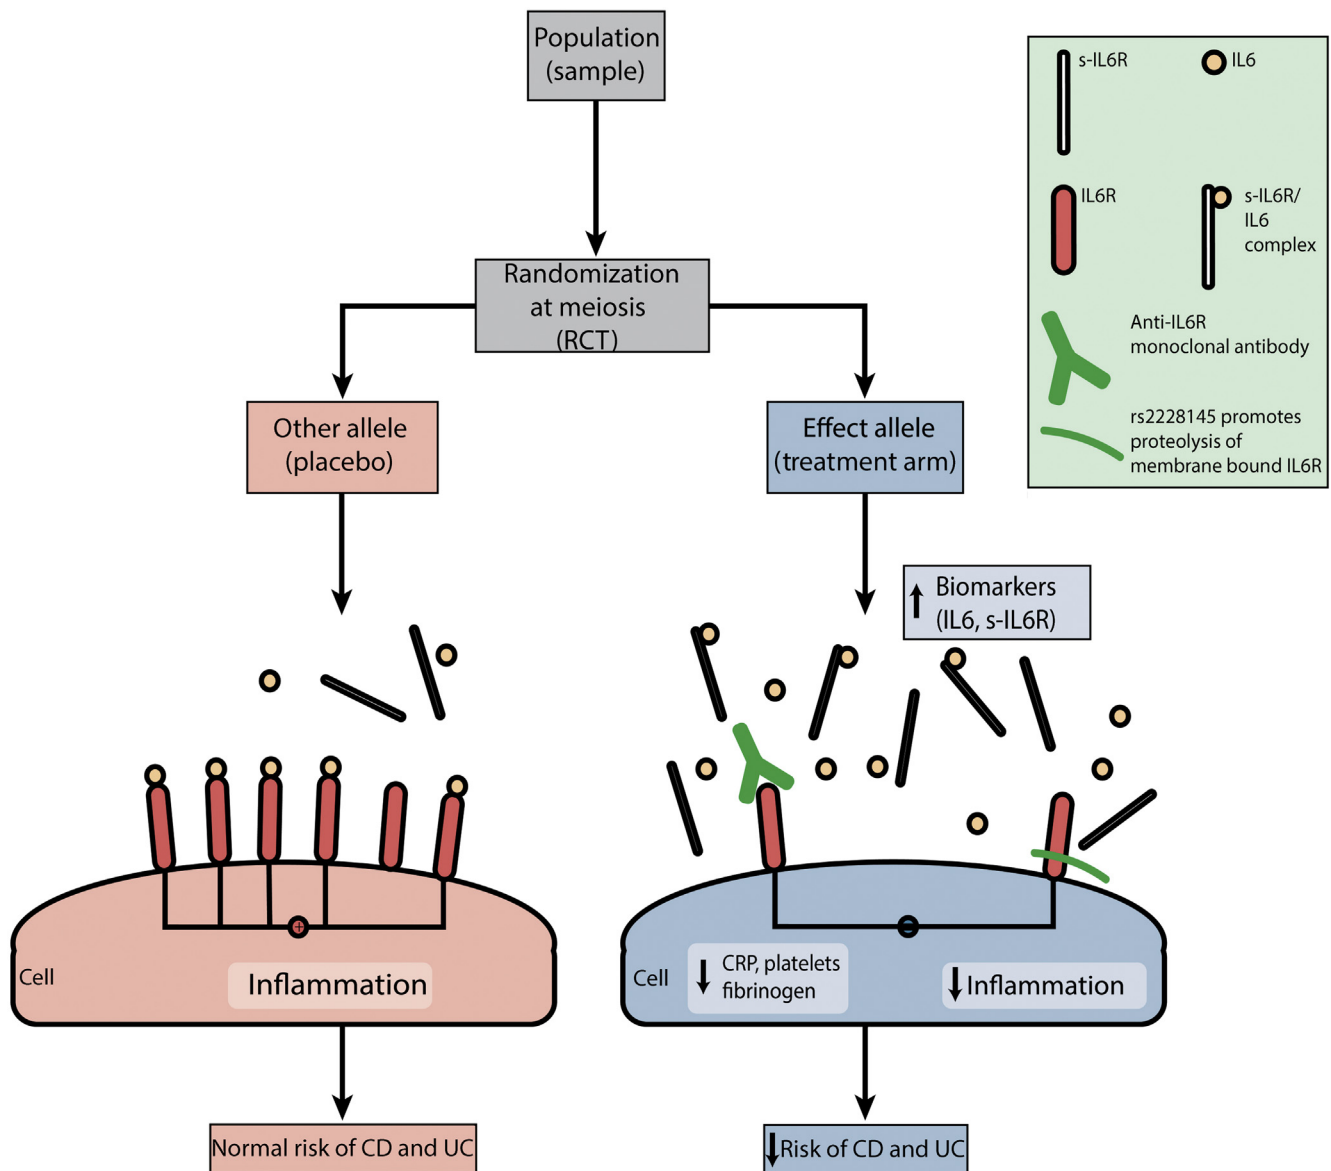 Population
(sample)
Randomization
at meiosis
(RCT)
Other allele
(placebo)
Effect allele
(treatment arm)
s-IL6R
IL6
IL6R
s-IL6R/
IL6
complex
Anti-IL6R
monoclonal antibody
rs2228145 promotes
proteolysis of
membrane bound IL6R
Biomarkers
(IL6, s-IL6R)
Cell
Inflammation
Cell
CRP, platelets
fibrinogen
Inflammation
Normal risk of CD and UC
Risk of CD and UC